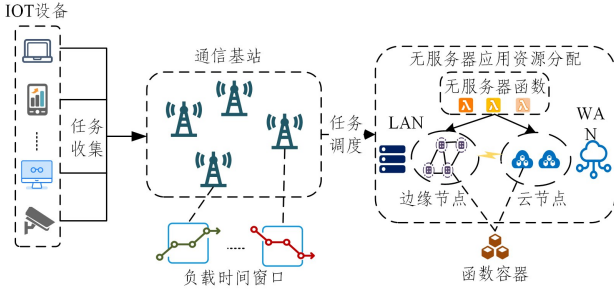 IOT设备
任务
收集
通信基站
任务
调度
无服务器应用资源分配
无服务器函数
LAN
WA
N
边缘节点
云节点
负载时间窗口
函数容器